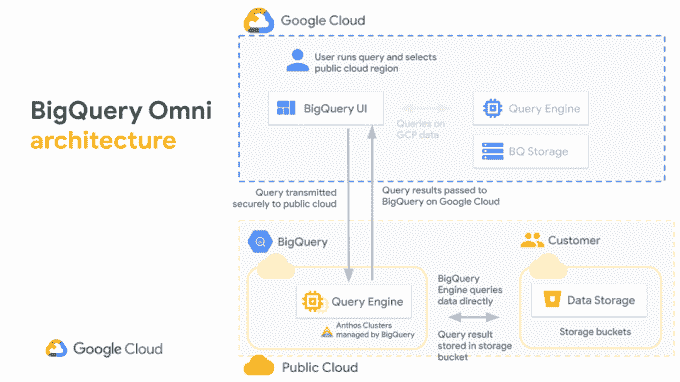 Google Cloud
User runs query and selects
public cloud region
BigQuery Omni
architecture
BigQuery UI
Queries on
GCP data
Query Engine
BQ Storage
Query transmitted
securely to public cloud
Query results passed to
BigQuery on Google Cloud
BigQuery
Customer
Query Engine
Anthos Clusters
managed by BigQuery
BigQuery
Engine queries
data directly
Query result
stored in storage
bucket
Data Storage
Storage buckets
Google Cloud
Public Cloud